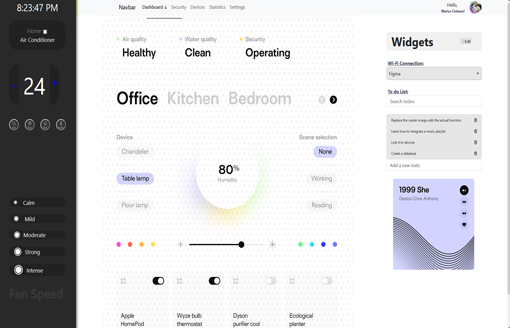 8:23:47 PM
Home
Air Conditioner
24
Calm
Mild
Moderate
Strong
Intense
Fan Speed
Navbar
Dashboard
Security
Devices
Statistics
Settings
Hello,
Air quality
Healthy
Water quality
Clean
Security
Operating
Office
Kitchen
Bedroom
Device
Scene selection
Chandelier
None
Table lamp
80%
Humidity
Working
Floor lamp
Reading
Apple
HomePod
Wyze bulb
thermostat
Dyson
purifier cool
Ecological
planter
Widgets
Edit
Wi-Fi Connection:
Figma
To do List:
Search todos
Replace the center image with the actual function
Learn how to integrate a music playlist
Link it to devices
Create a database
Add a new todo
1999 She
Deaton Chris Anthony